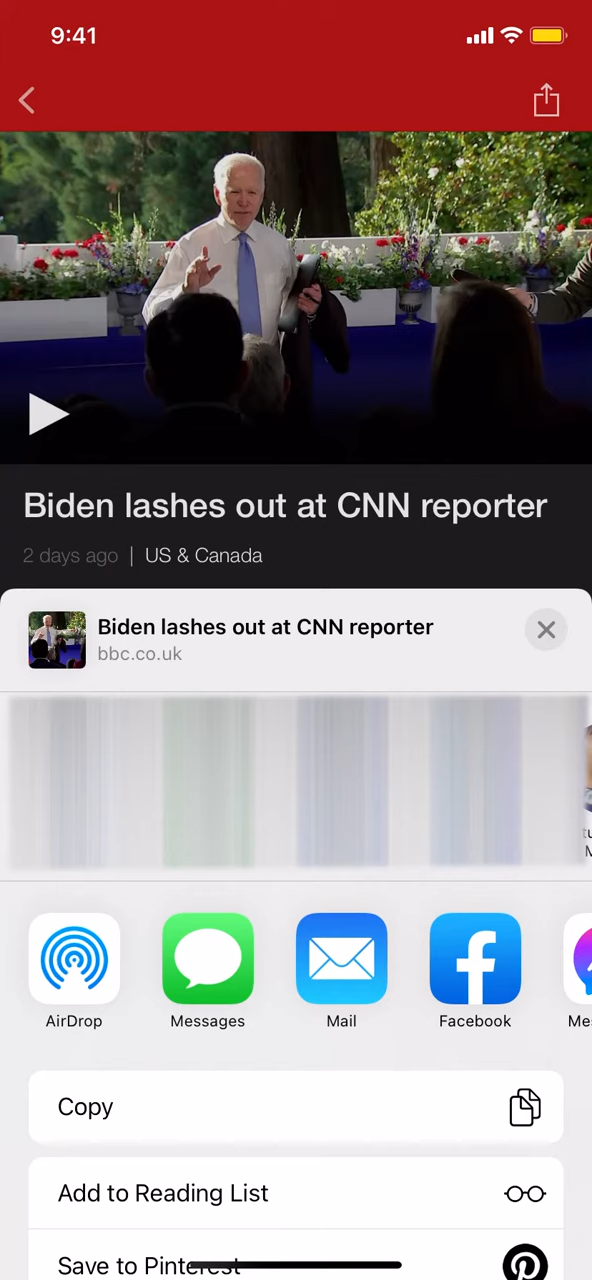 9:41
Biden lashes out at CNN reporter
2 days ago | US & Canada
Biden lashes out at CNN reporter
bbc.co.uk
AirDrop
Messages
Mail
Facebook
Me
Copy
Add to Reading List
Save to Pinterest